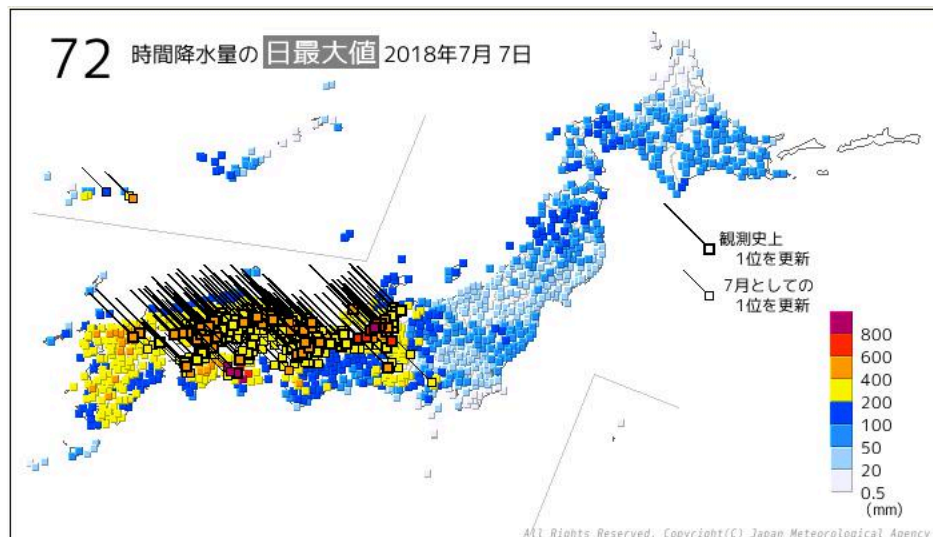 72 時間降水量の 日最大値 2018年7月 7日
観測史上
1位を更新
7月としての
1位を更新
800
600
400
200
100
50
20
0.5
(mm)
All Rights Reserved. Copyright(C) Japan Meteorological Agency